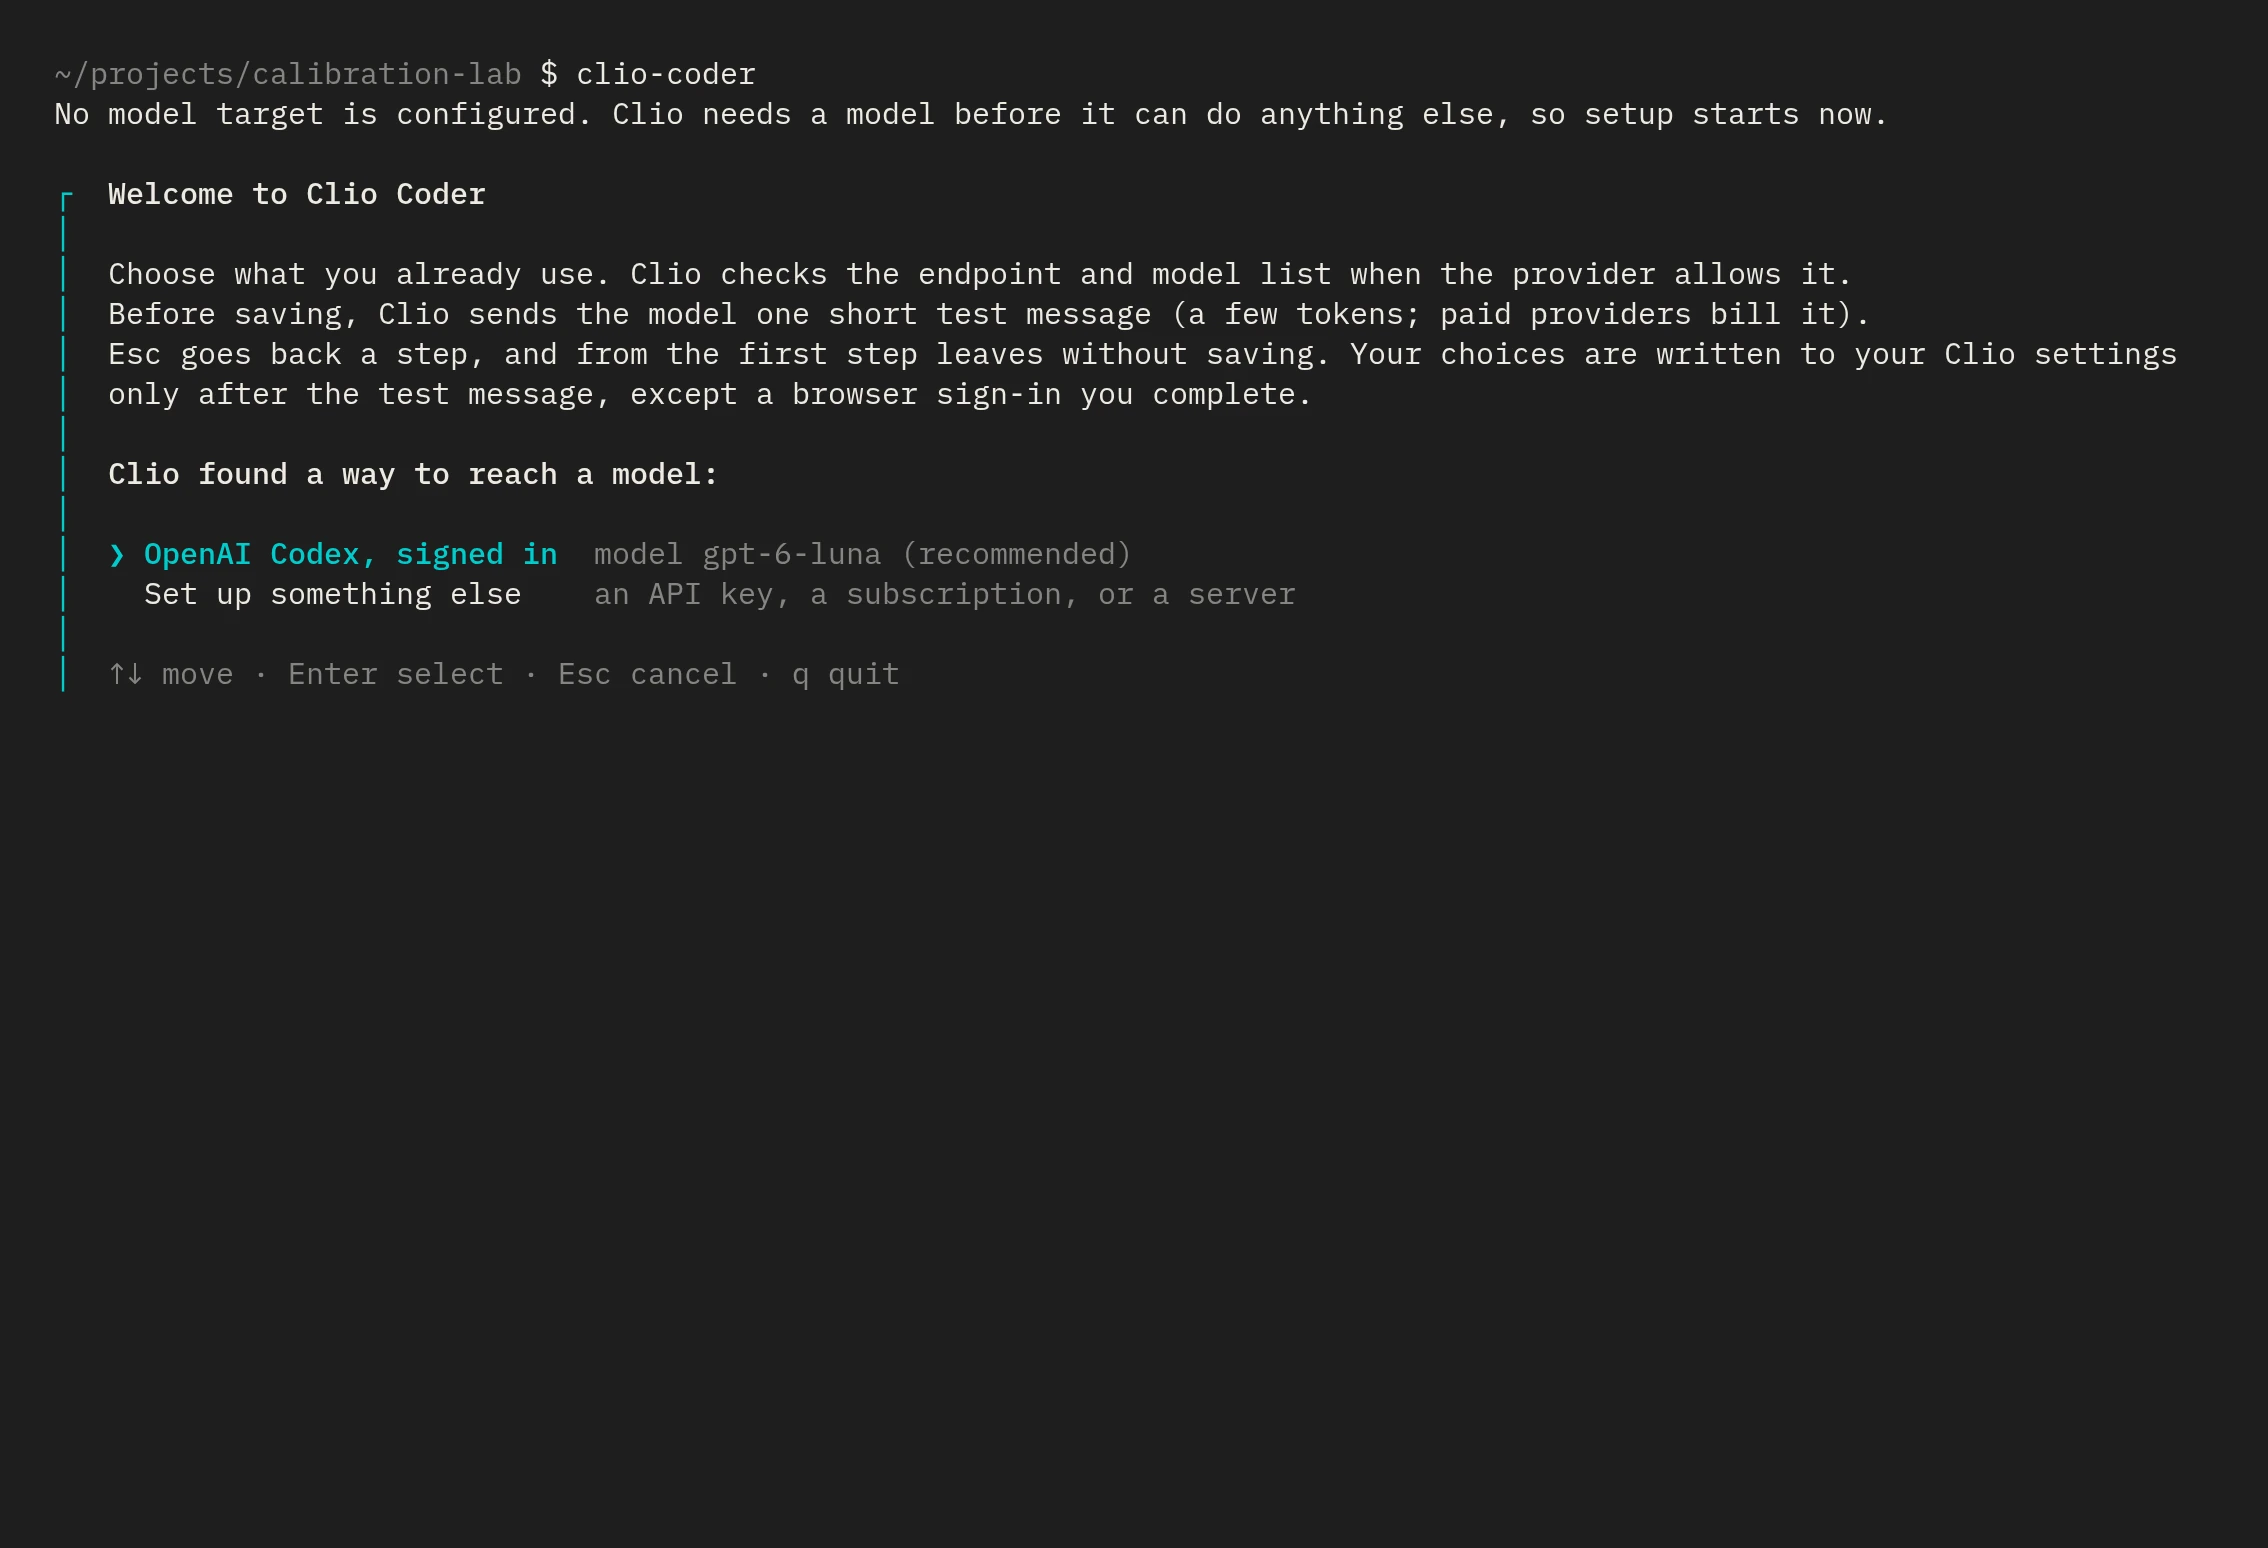 ~/projects/calibration-lab $ clio-coder
No model target is configured. Clio needs a model before it can do anything else, so setup starts now.
Welcome to Clio Coder
Choose what you already use. Clio checks the endpoint and model list when the provider allows it.
Before saving, Clio sends the model one short test message (a few tokens; paid providers bill it).
Esc goes back a step, and from the first step leaves without saving. Your choices are written to your Clio settings
only after the test message, except a browser sign-in you complete.
Clio found a way to reach a model:
❯ OpenAI Codex, signed in  model gpt-6-luna (recommended)
Set up something else    an API key, a subscription, or a server
↑↓ move · Enter select · Esc cancel · q quit